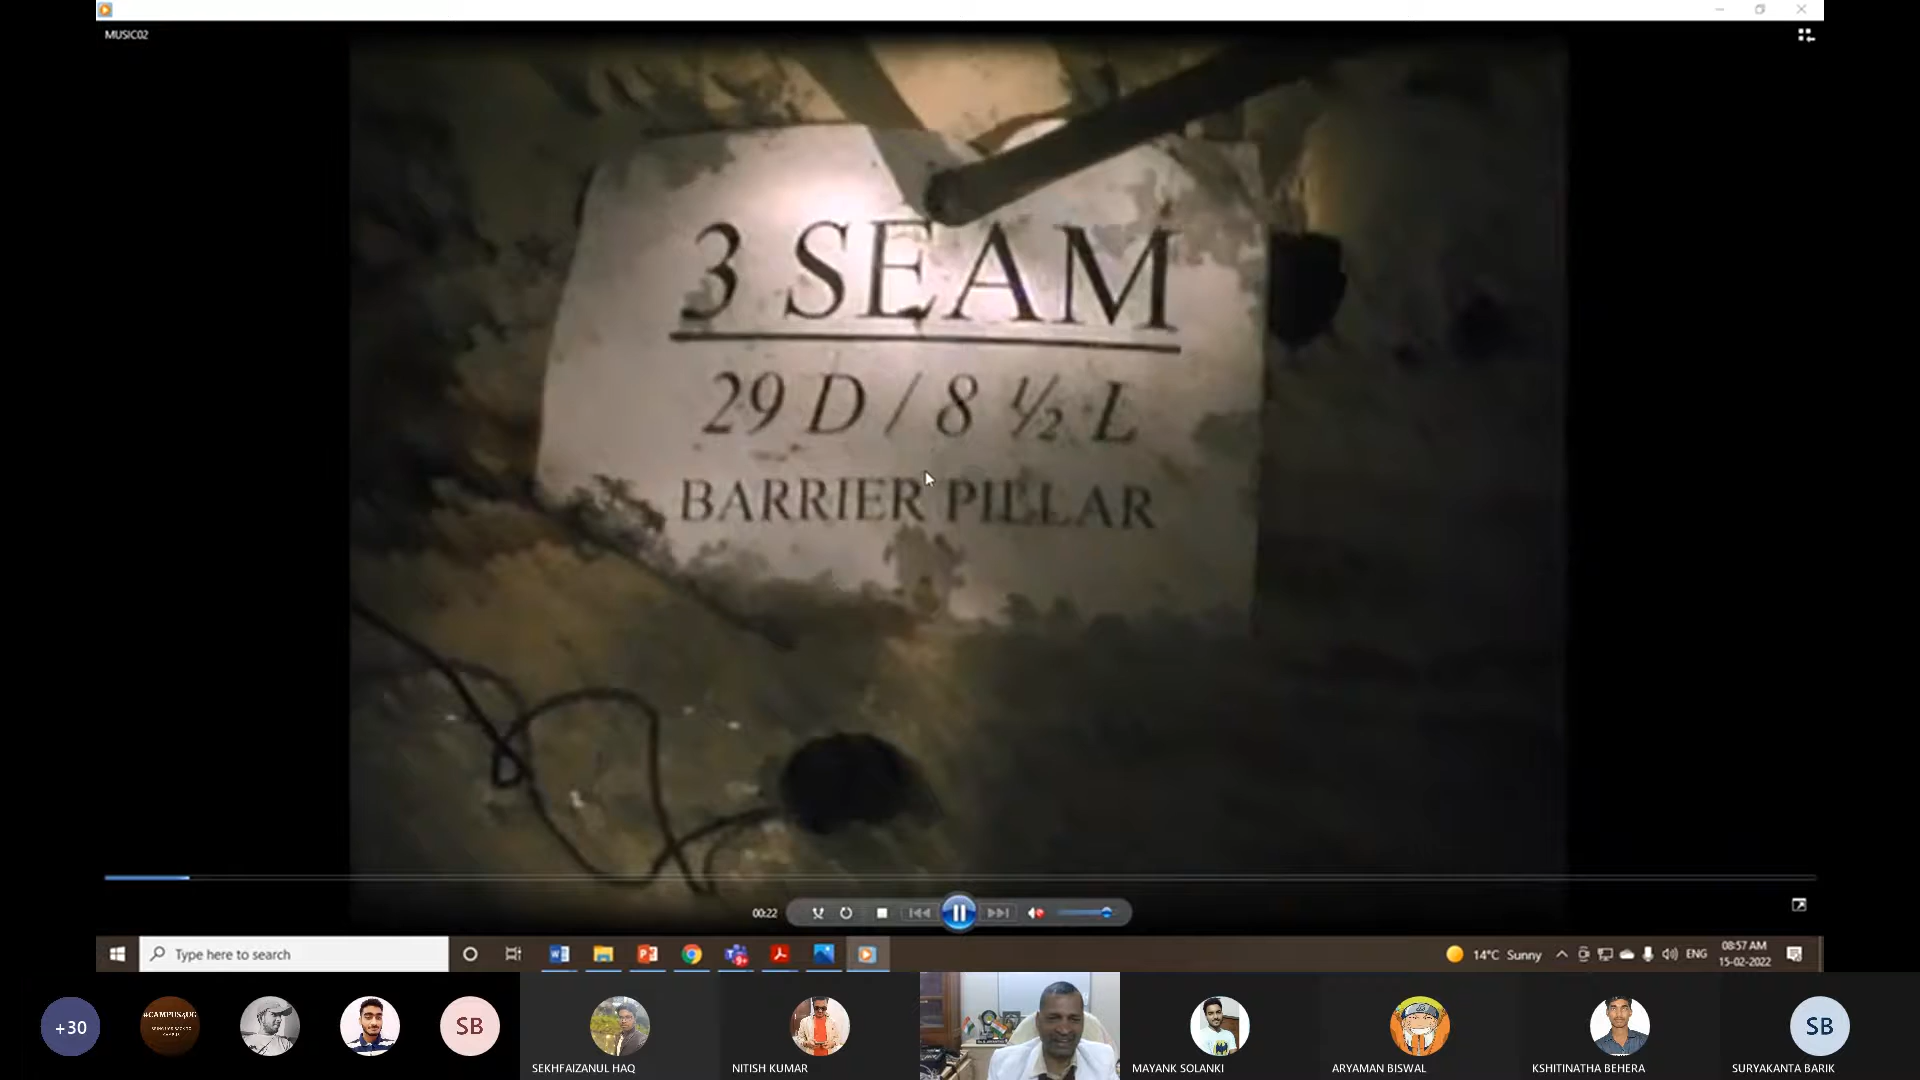 MUSIC02
3 SEAM
29 D / 8 ½ L
BARRIER PILLAR
00:22
Type here to search
14°C Sunny
ENG
08:57 AM
15-02-2022
+30
#CAMPUS4UG
SB
SB
SEKHFAIZANUL HAQ
NITISH KUMAR
MAYANK SOLANKI
ARYAMAN BISWAL
KSHITINATHA BEHERA
SURYAKANTA BARIK